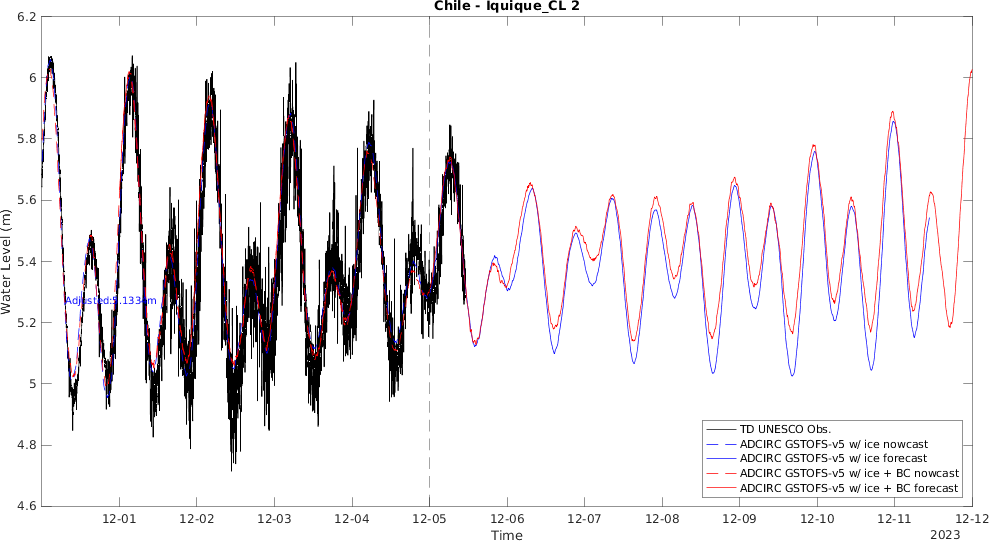 Chile - Iquique_CL 2
6.2
6
5.8
5.6
5.4
5.2
5
4.8
4.6
Water Level (m)
Adjusted:5.1334m
TD UNESCO Obs.
ADCIRC GSTOFS-v5 w/ ice nowcast
ADCIRC GSTOFS-v5 w/ ice forecast
ADCIRC GSTOFS-v5 w/ ice + BC nowcast
ADCIRC GSTOFS-v5 w/ ice + BC forecast
12-01 12-02 12-03 12-04 12-05 12-06 12-07 12-08 12-09 12-10 12-11 12-12
Time
2023